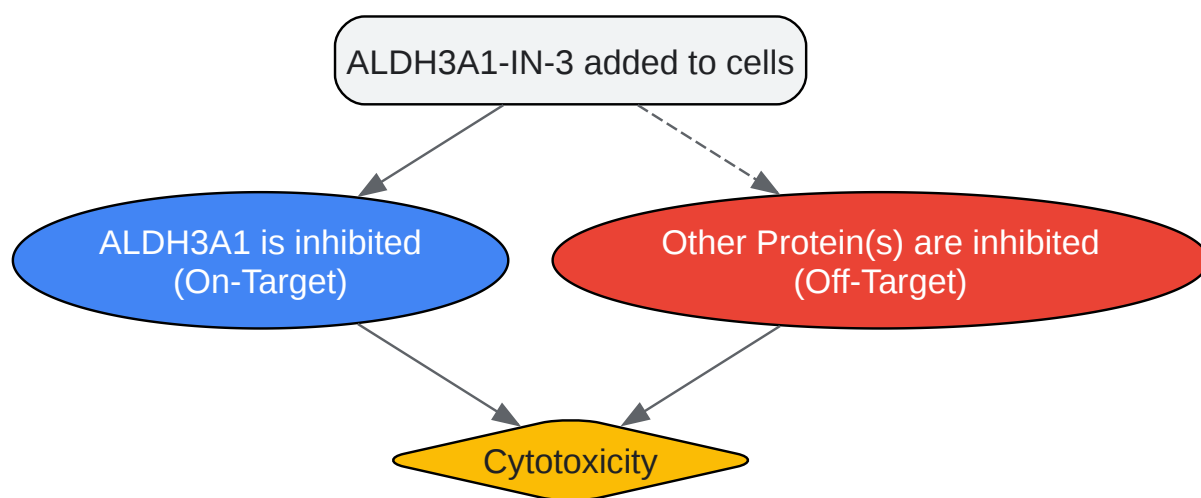 ALDH3A1-IN-3 added to cells
ALDH3A1 is inhibited
(On-Target)
Other Protein(s) are inhibited
(Off-Target)
Cytotoxicity